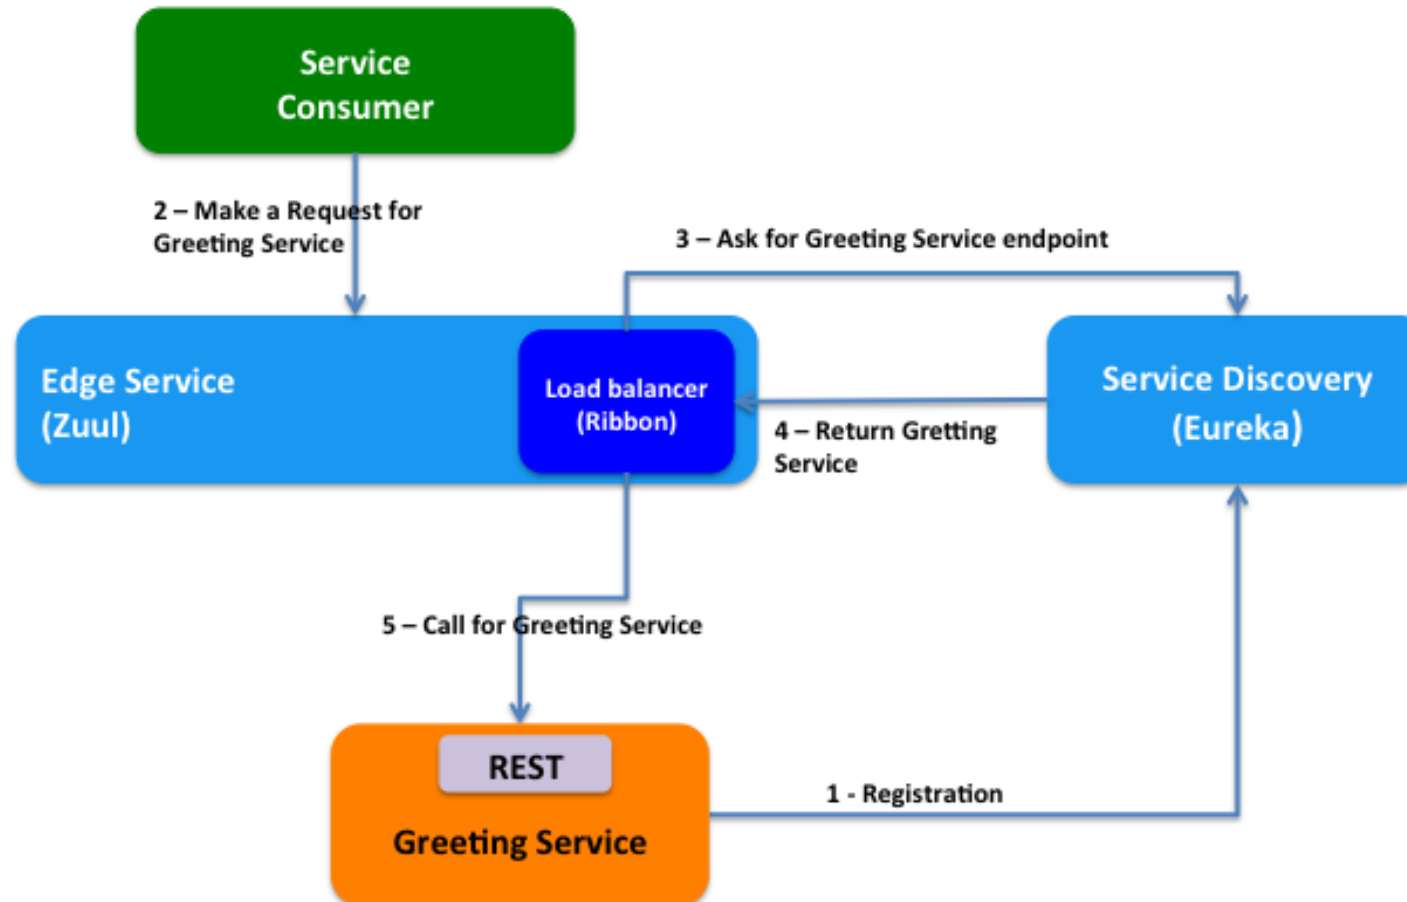 Service
Consumer
2 – Make a Request for
Greeting Service
3 – Ask for Greeting Service endpoint
Edge Service
(Zuul)
Load balancer
(Ribbon)
Service Discovery
(Eureka)
4 – Return Gretting
Service
5 – Call for Greeting Service
REST
Greeting Service
1 - Registration